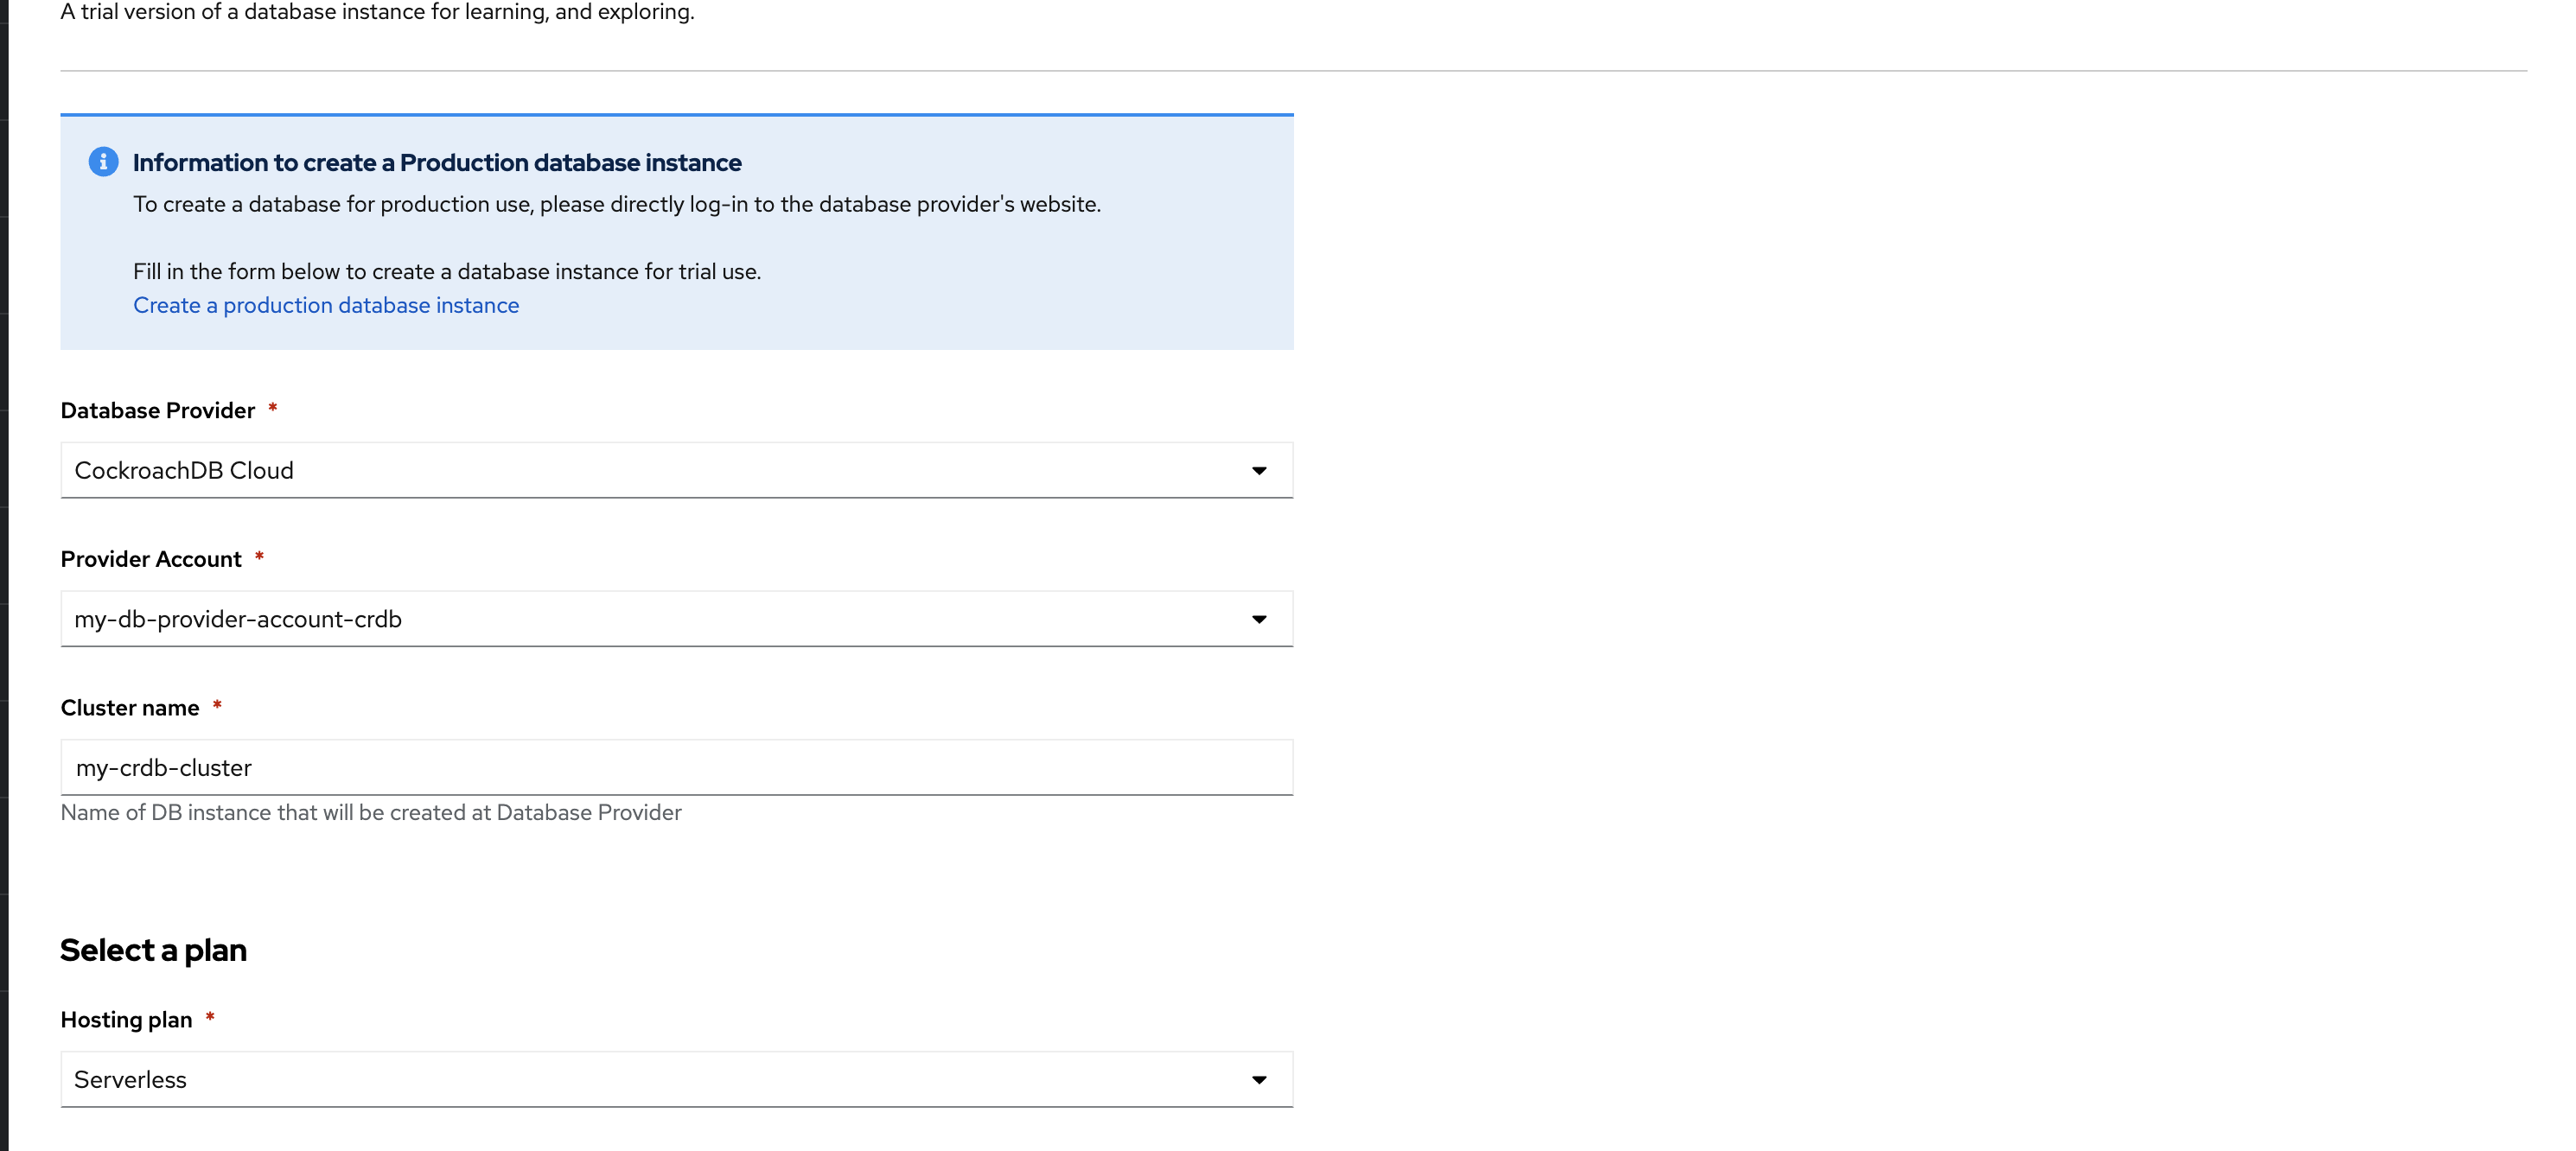 A trial version of a database instance for learning, and exploring.
Information to create a Production database instance
To create a database for production use, please directly log-in to the database provider's website.
Fill in the form below to create a database instance for trial use.
Create a production database instance
Database Provider *
CockroachDB Cloud
Provider Account *
my-db-provider-account-crdb
Cluster name *
my-crdb-cluster
Name of DB instance that will be created at Database Provider
Select a plan
Hosting plan *
Serverless